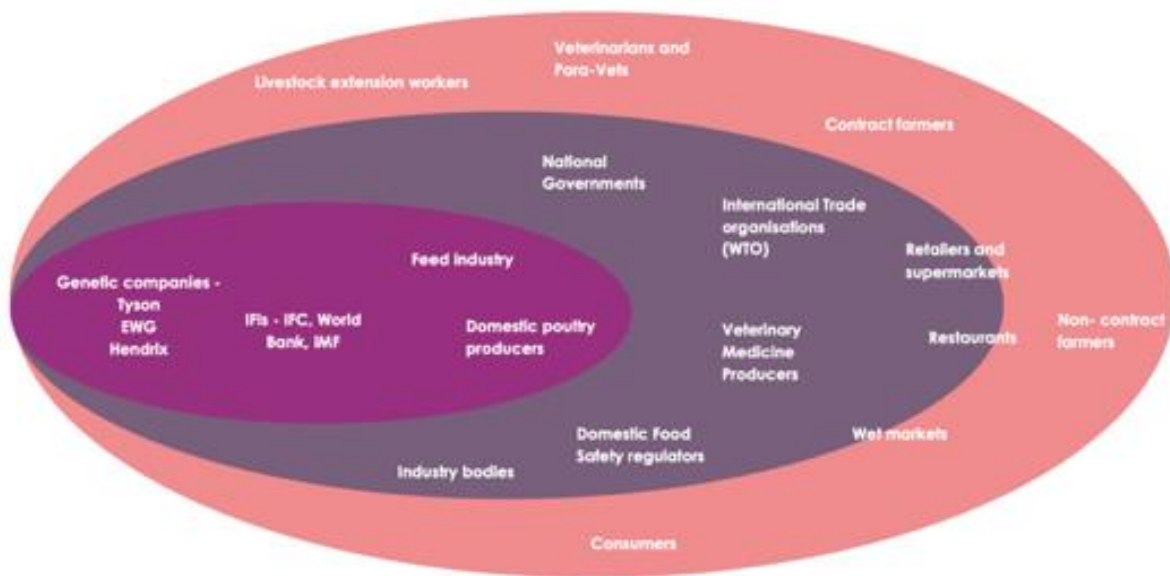 Veterinarians and
Para-Vets
Livestock extension workers
Contract farmers
National
Governments
International Trade
organisations
(WTO)
Retailers and
supermarkets
Feed industry
Genetic companies -
Tyson
EWG
Hendrix
IFIs - IFC, World
Bank, IMF
Domestic poultry
producers
Veterinary
Medicine
Producers
Restaurants
Non- contract
farmers
Domestic Food
Safety regulators
Wet markets
Industry bodies
Consumers